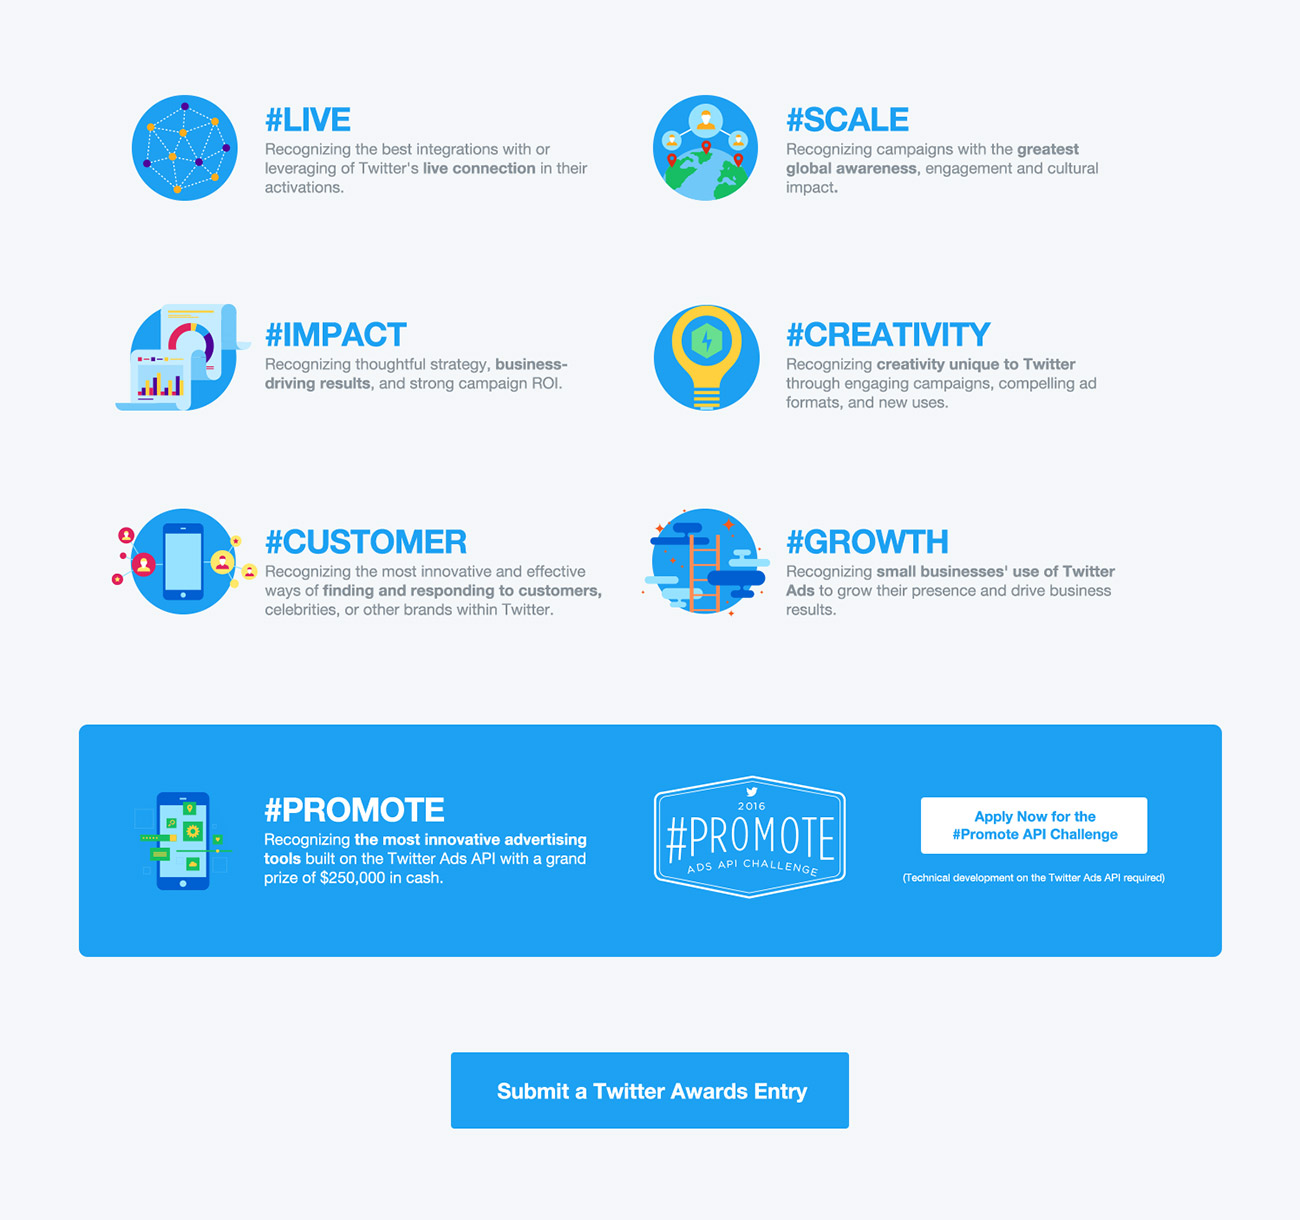 #LIVE
Recognizing the best integrations with or
leveraging of Twitter's live connection in their
activations.
#SCALE
Recognizing campaigns with the greatest
global awareness, engagement and cultural
impact.
#IMPACT
Recognizing thoughtful strategy, business-
driving results, and strong campaign ROI.
#CREATIVITY
Recognizing creativity unique to Twitter
through engaging campaigns, compelling ad
formats, and new uses.
#CUSTOMER
Recognizing the most innovative and effective
ways of finding and responding to customers,
celebrities, or other brands within Twitter.
#GROWTH
Recognizing small businesses' use of Twitter
Ads to grow their presence and drive business
results.
#PROMOTE
Recognizing the most innovative advertising
tools built on the Twitter Ads API with a grand
prize of $250,000 in cash.
2016
#PROMOTE
ADS API CHALLENGE
Apply Now for the
#Promote API Challenge
(Technical development on the Twitter Ads API required)
Submit a Twitter Awards Entry